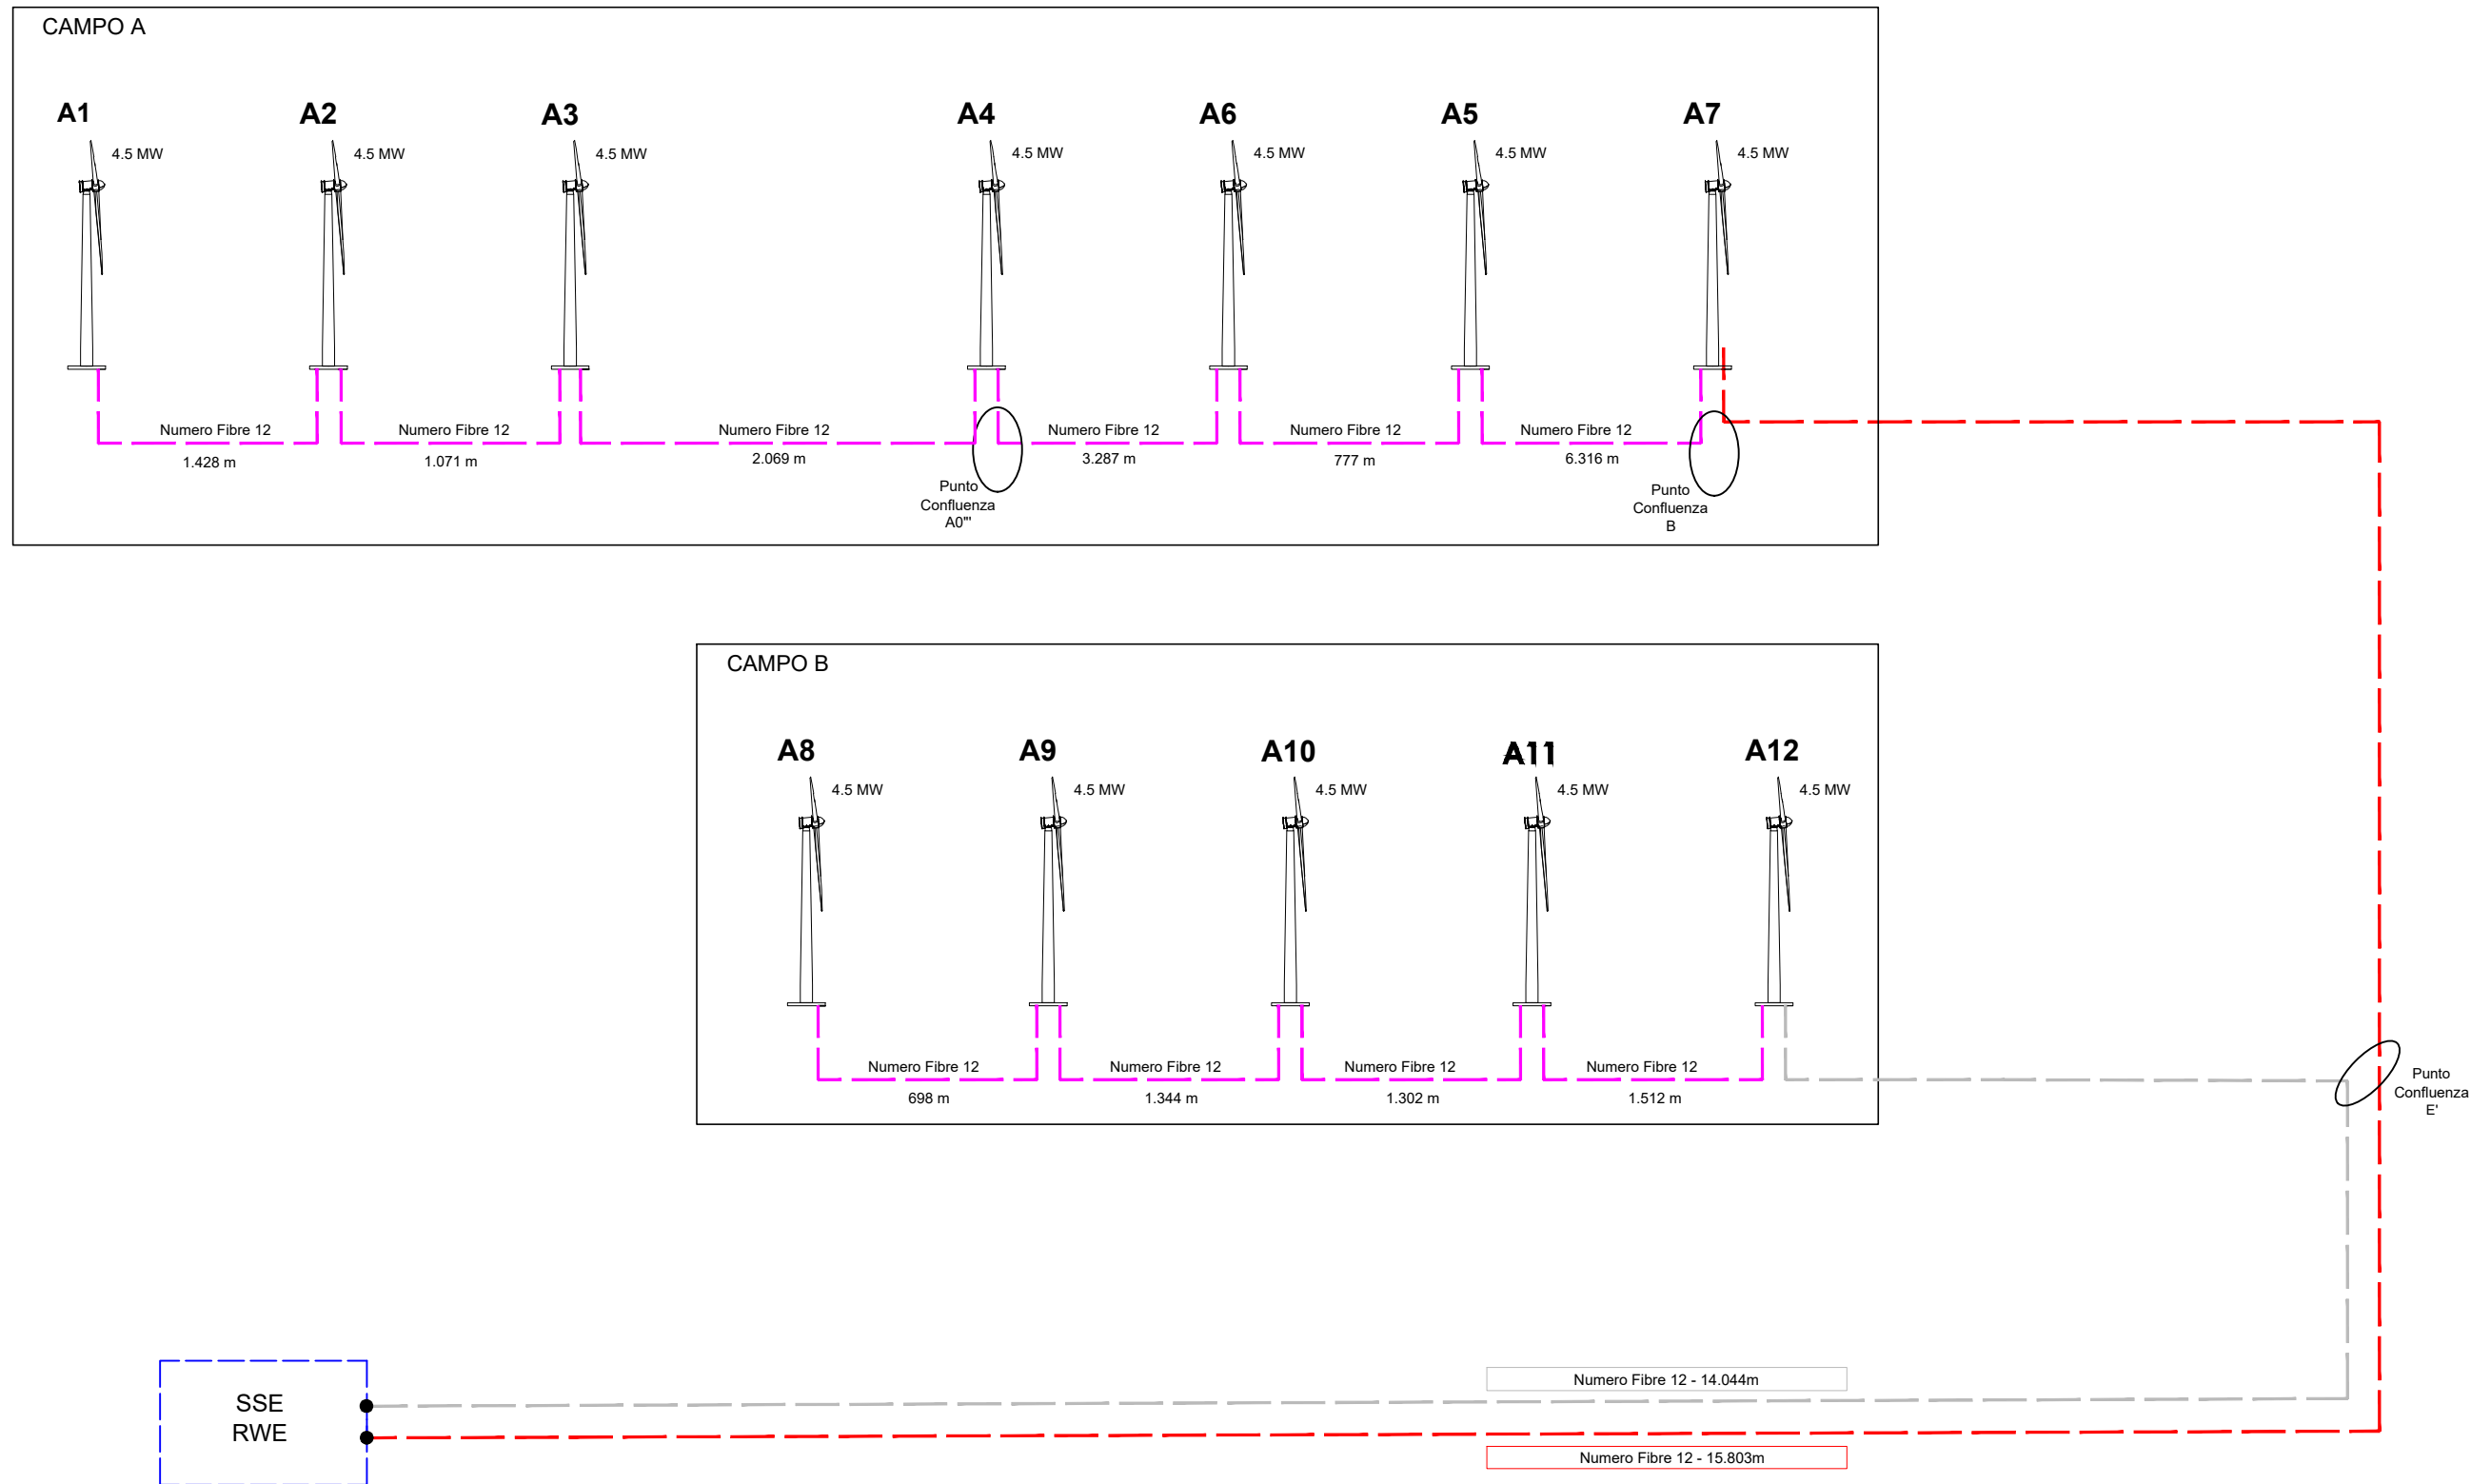 CAMPO A
A1
A2
A3
A4
A6
A5
A7
4.5 MW
4.5 MW
4.5 MW
4.5 MW
4.5 MW
4.5 MW
4.5 MW
Numero Fibre 12
Numero Fibre 12
Numero Fibre 12
Numero Fibre 12
Numero Fibre 12
Numero Fibre 12
1.428 m
1.071 m
2.069 m
3.287 m
777 m
6.316 m
Punto
Confluenza
A0"'
Punto
Confluenza
B
CAMPO B
A8
A9
A10
A11
A12
4.5 MW
4.5 MW
4.5 MW
4.5 MW
4.5 MW
Numero Fibre 12
Numero Fibre 12
Numero Fibre 12
Numero Fibre 12
698 m
1.344 m
1.302 m
1.512 m
Punto
Confluenza
E'
Numero Fibre 12 - 14.044m
SSE
RWE
Numero Fibre 12 - 15.803m